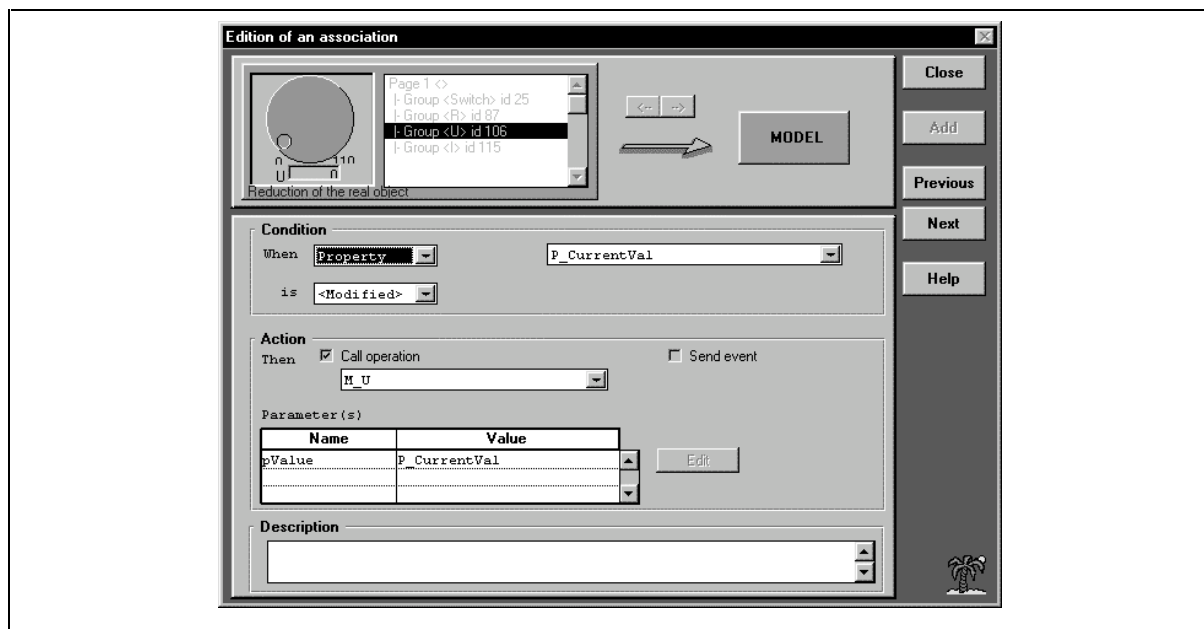 Edition of an association
Page 1 <>
|- Group <Switch> id 25
|- Group <R> id 87
|- Group <U> id 106
|- Group <I> id 115
0 110
U 0
Reduction of the real object
<-- -->
MODEL
Close
Add
Previous
Next
Help
Condition
When Property P_CurrentVal
is <Modified>
Action
Then Call operation Send event
M_U
Parameter(s)
Name Value
pValue P_CurrentVal
Edit
Description